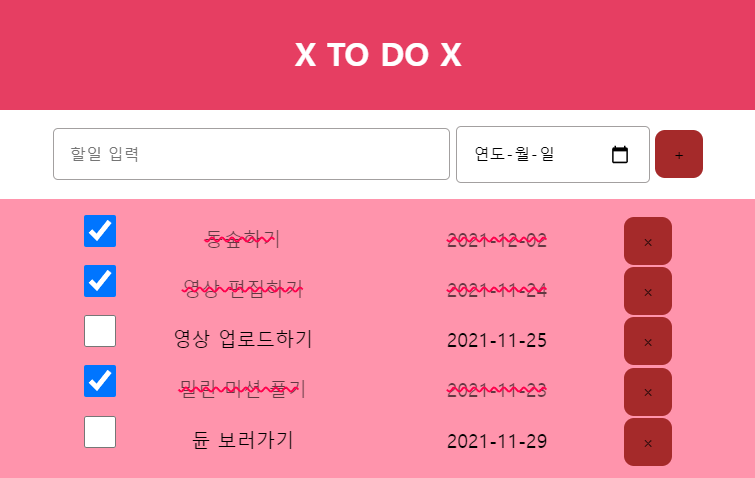 X TO DO X
할일 입력 연도-월-일 +
동숲하기 2021-12-02 ×
영상 편집하기 2021-11-24 ×
영상 업로드하기 2021-11-25 ×
밀린 미션 풀기 2021-11-23 ×
듄 보러가기 2021-11-29 ×